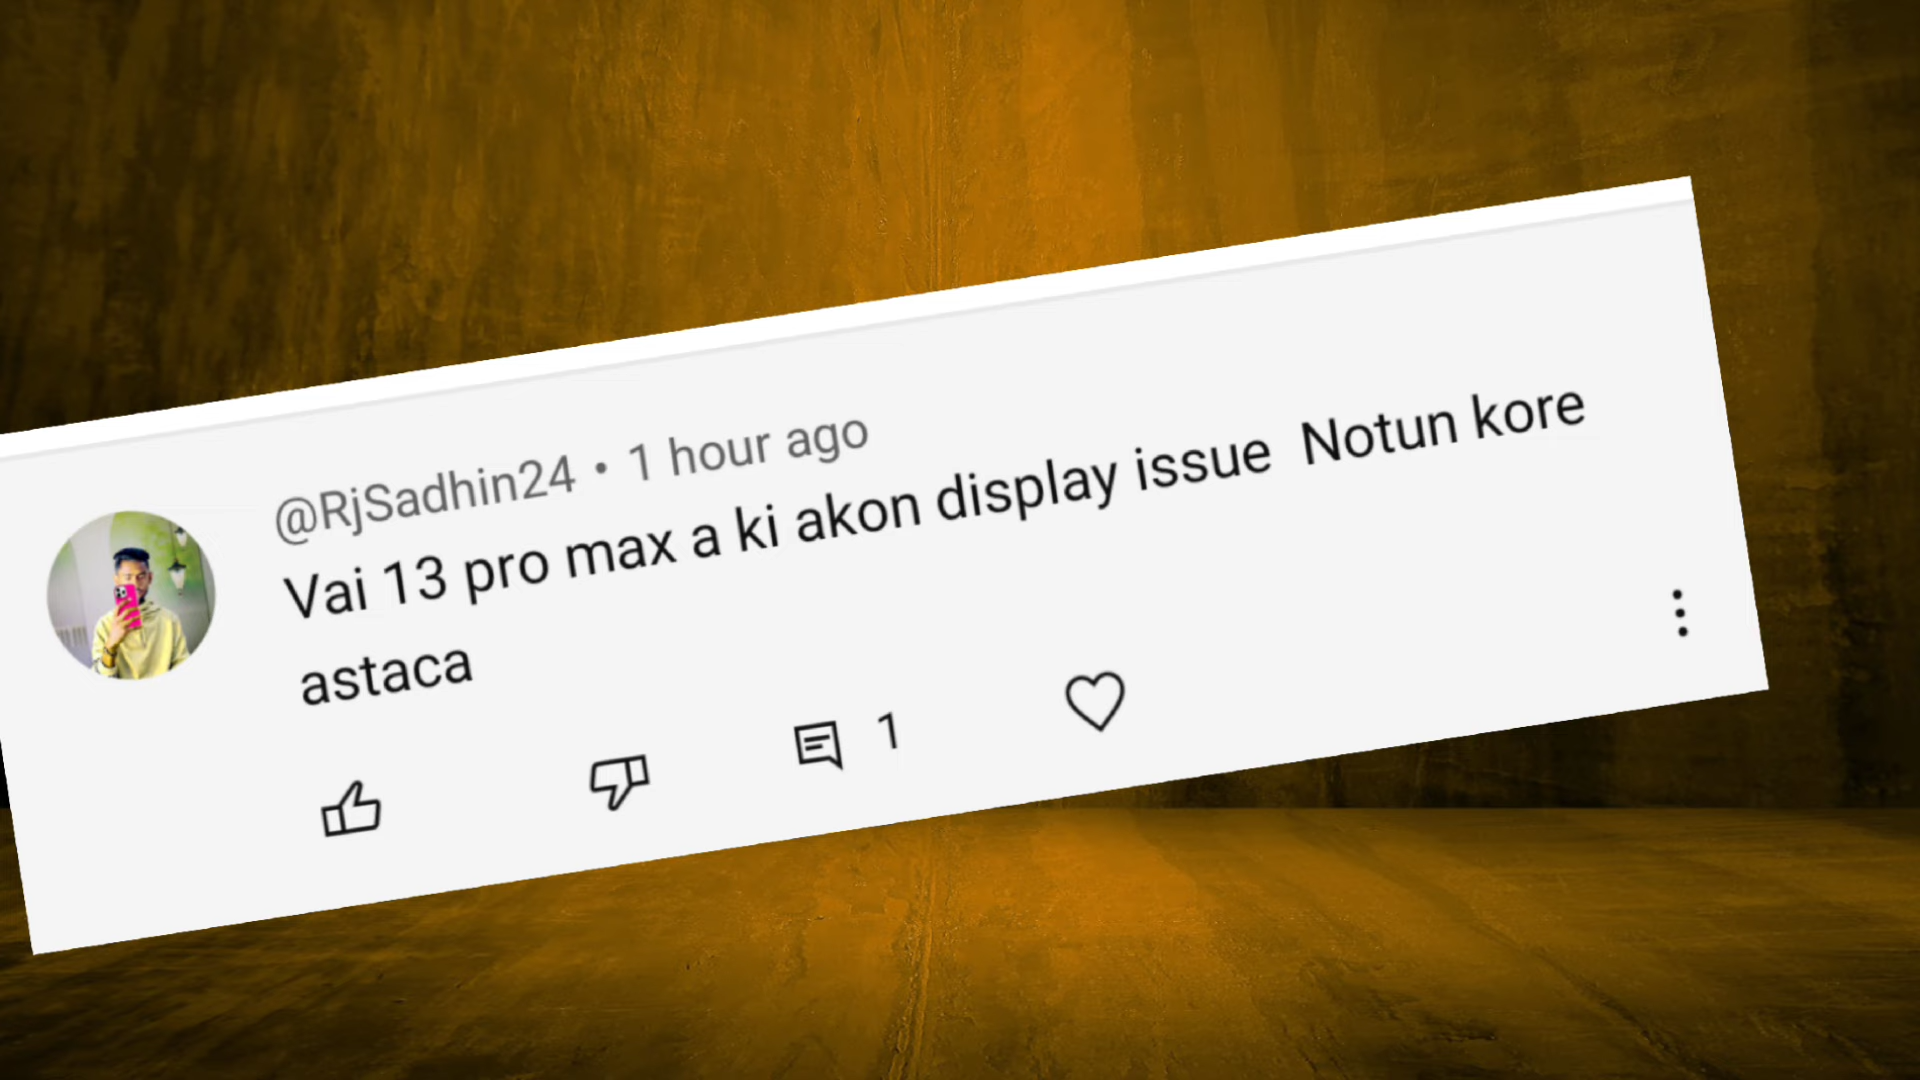 @RjSadhin24 • 1 hour ago
Vai 13 pro max a ki akon display issue Notun kore
astaca
1